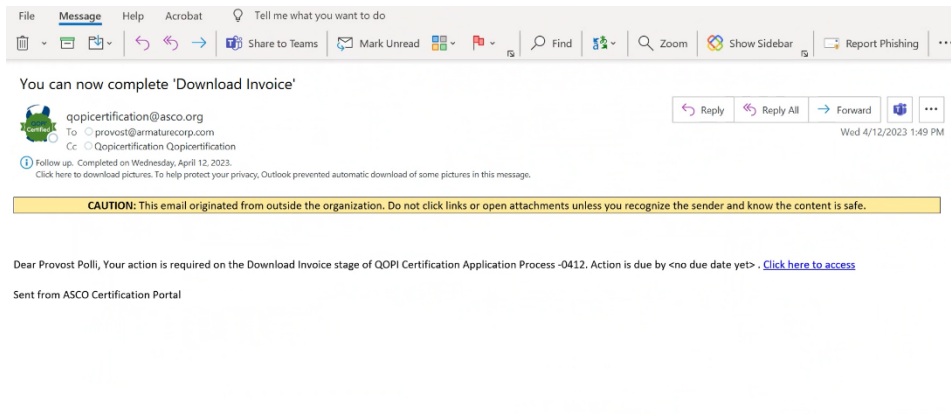 File Message Help Acrobat Tell me what you want to do
Share to Teams Mark Unread Find Zoom Show Sidebar Report Phishing ...
You can now complete 'Download Invoice'
QOPI
Certified
qopicertification@asco.org
To provost@armaturecorp.com
Cc Qopicertification Qopicertification
Reply Reply All Forward ...
Wed 4/12/2023 1:49 PM
Follow up. Completed on Wednesday, April 12, 2023.
Click here to download pictures. To help protect your privacy, Outlook prevented automatic download of some pictures in this message.
CAUTION: This email originated from outside the organization. Do not click links or open attachments unless you recognize the sender and know the content is safe.
Dear Provost Polli, Your action is required on the Download Invoice stage of QOPI Certification Application Process -0412. Action is due by <no due date yet> . Click here to access
Sent from ASCO Certification Portal